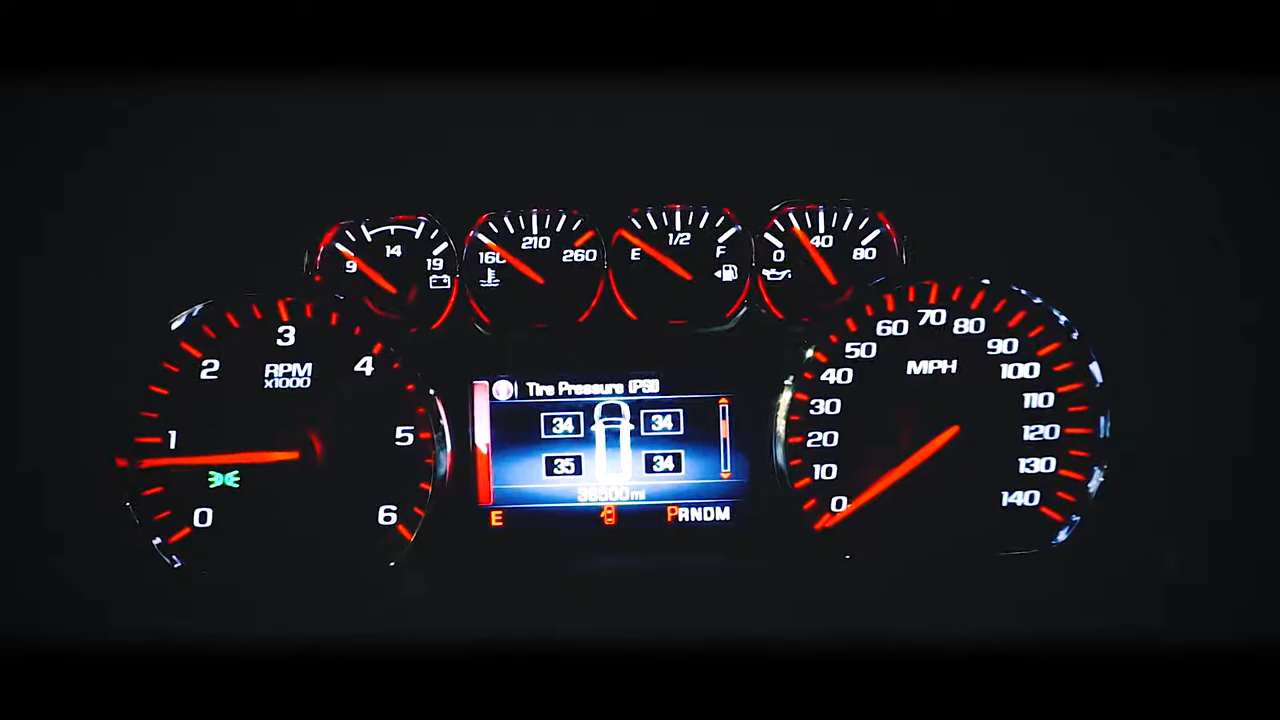 9 14 19
160 210 260
E 1/2 F
0 40 80
0 1 2 3 4 5 6
RPM
x1000
Tire Pressure (PSI)
34 34
35 34
mi
E PRNDM
0 10 20 30 40 50 60 70 80 90 100 110 120 130 140
MPH